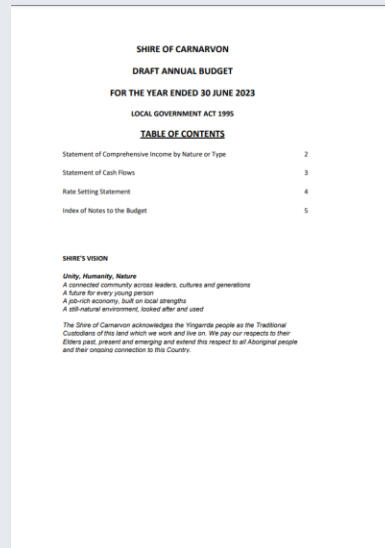 SHIRE OF CARNARVON
DRAFT ANNUAL BUDGET
FOR THE YEAR ENDED 30 JUNE 2023
LOCAL GOVERNMENT ACT 1995
TABLE OF CONTENTS
Statement of Comprehensive Income by Nature or Type 2
Statement of Cash Flows 3
Rate Setting Statement 4
Index of Notes to the Budget 5
SHIRE'S VISION
Unity, Humanity, Nature
A connected community across leaders, cultures and generations
A future for every young person
A job-rich economy, built on local strengths
A still-natural environment, looked after and used
The Shire of Carnarvon acknowledges the Yingarrda people as the Traditional
Custodians of this land which we work and live on. We pay our respects to their
Elders past, present and emerging and extend this respect to all Aboriginal people
and their ongoing connection to this Country.